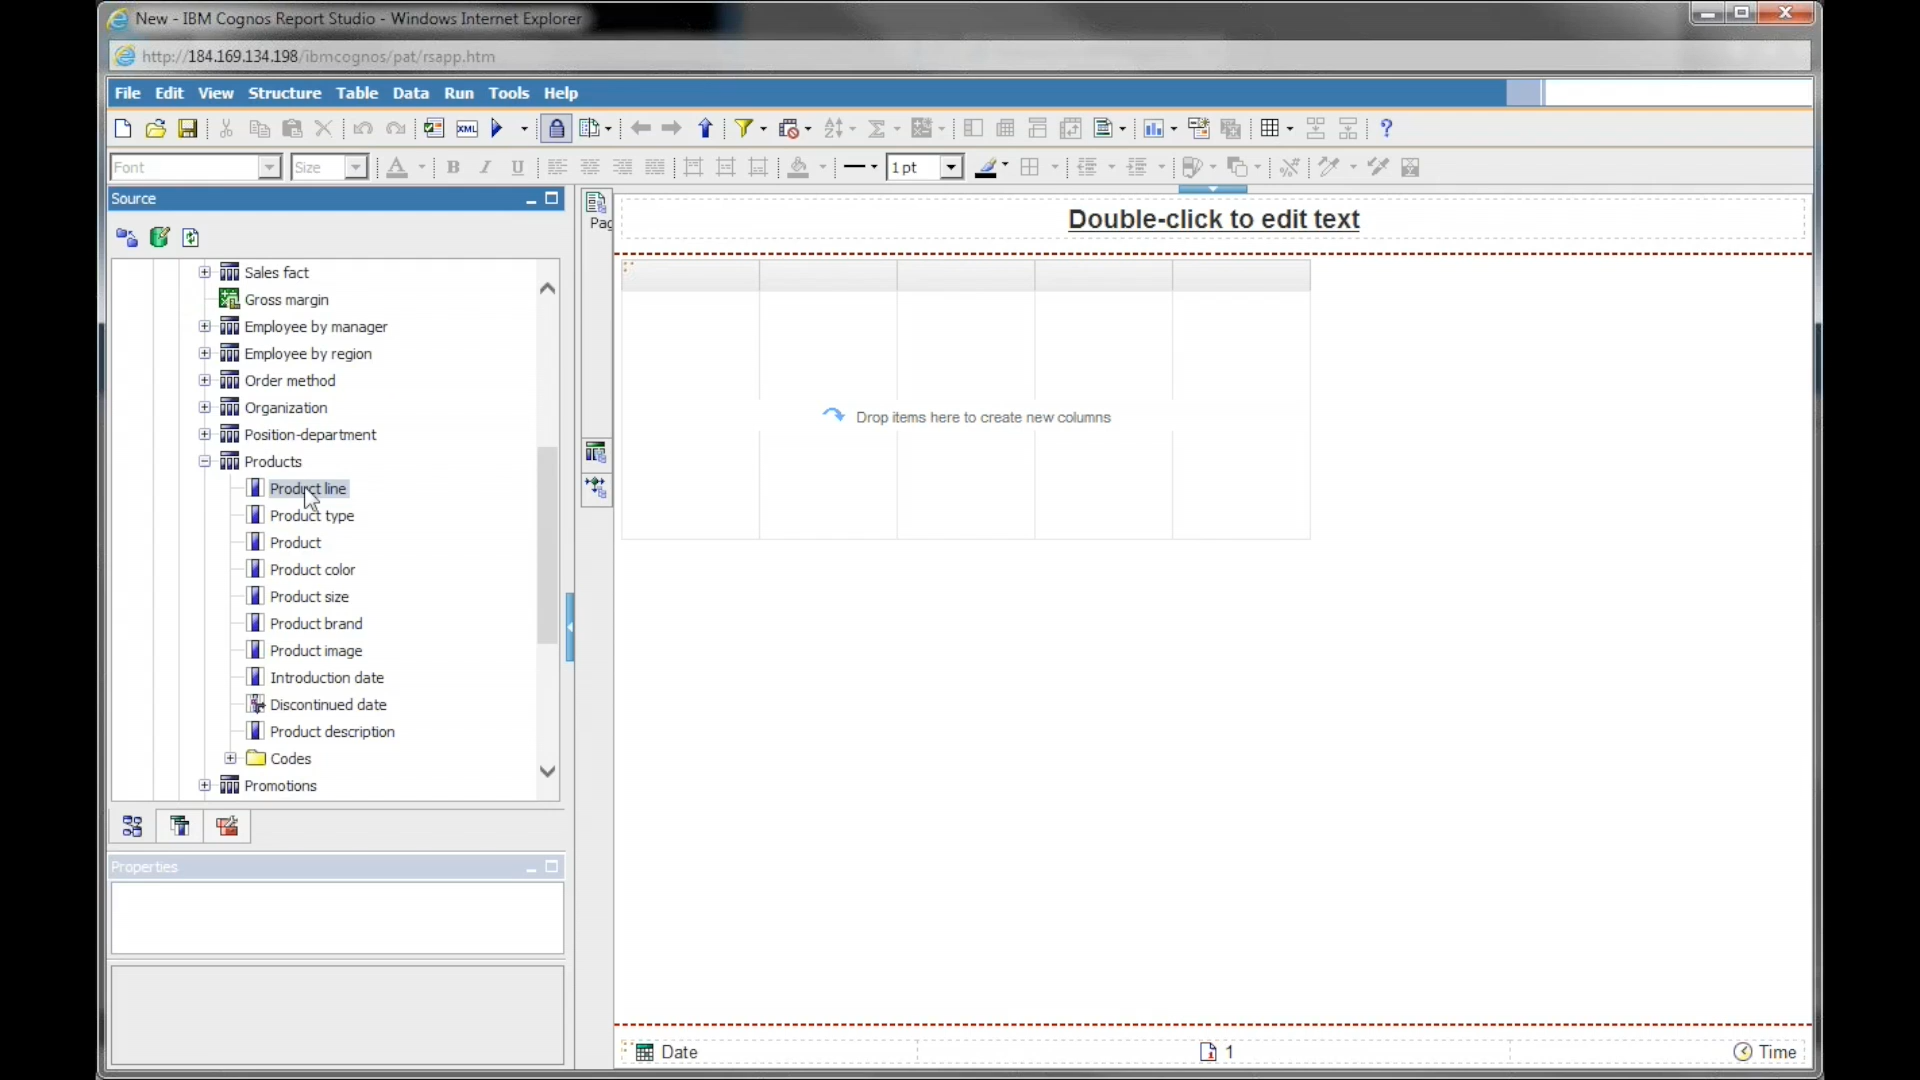 New - IBM Cognos Report Studio - Windows Internet Explorer
http://184.169.134.198/ibmcognos/pat/rsapp.htm
File Edit View Structure Table Data Run Tools Help
XML
Font Size B I U 1 pt
Source
Pag
Double-click to edit text
Sales fact
Gross margin
Employee by manager
Employee by region
Order method
Organization
Position-department
Drop items here to create new columns
Products
Product line
Product type
Product
Product color
Product size
Product brand
Product image
Introduction date
Discontinued date
Product description
Codes
Promotions
Properties
Date 1 Time